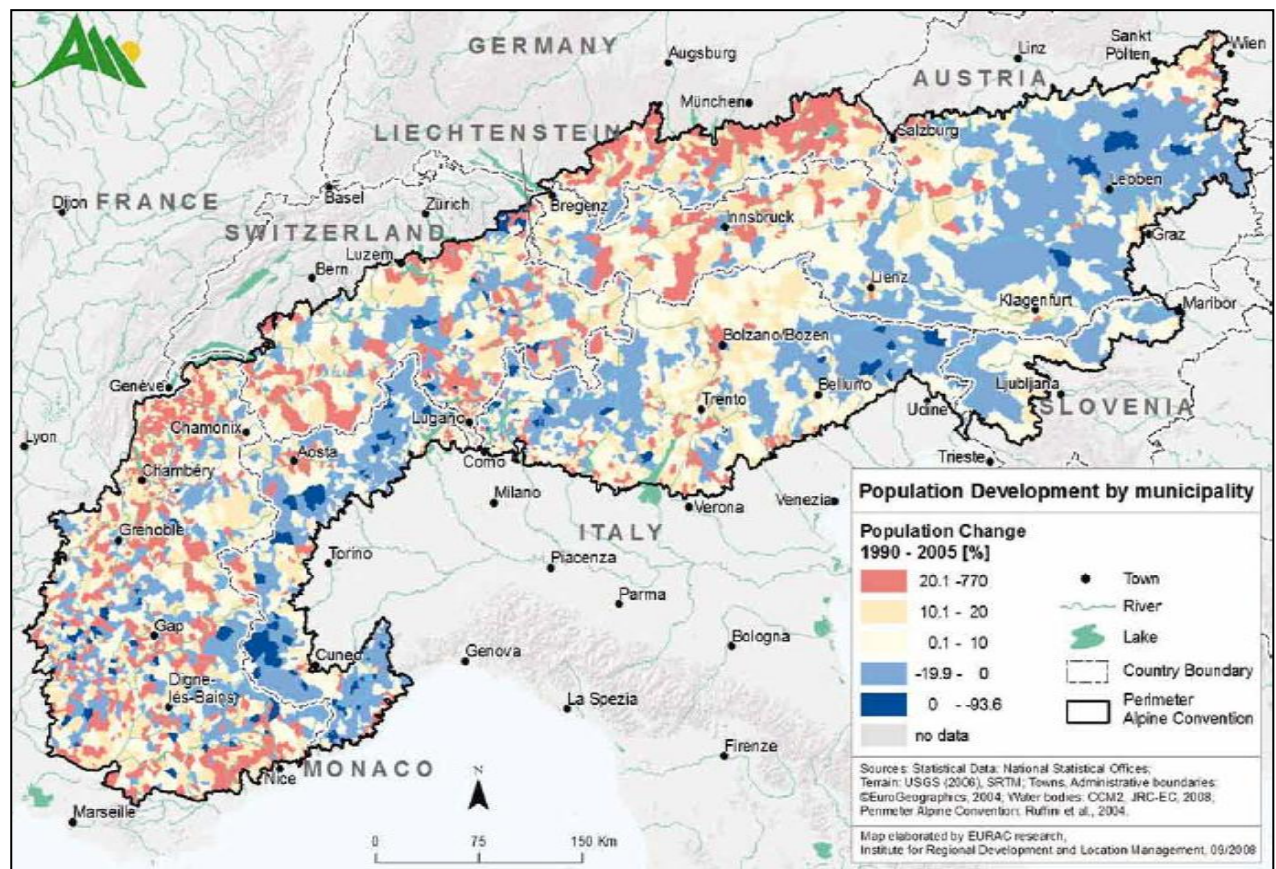 GERMANY
Augsburg
Linz
Sankt
Pölten
Wien
AUSTRIA
München
LIECHTENSTEIN
Salzburg
Dijon
FRANCE
Basel
Zürich
Bregenz
Innsbruck
Leoben
SWITZERLAND
Luzern
Graz
Bern
Lienz
Klagenfurt
Maribor
Bolzano/Bozen
Genève
Belluno
Ljubljana
Trento
Udine
SLOVENIA
Lyon
Chamonix
Lugano
Aosta
Trieste
Chambéry
Como
Milano
Verona
Venezia
Grenoble
ITALY
Torino
Piacenza
Parma
Gap
Bologna
Cuneo
Genova
Digne-
lés-Bains
La Spezia
Firenze
MONACO
Nice
Marseille
N
0 75 150 Km
Population Development by municipality
Population Change
1990 - 2005 [%]
20.1 -770
10.1 - 20
0.1 - 10
-19.9 - 0
0 - -93.6
no data
Town
River
Lake
Country Boundary
Perimeter
Alpine Convention
Sources: Statistical Data: National Statistical Offices;
Terrain: USGS (2006), SRTM; Towns, Administrative boundaries:
©EuroGeographics, 2004; Water bodies: CCM2, JRC-EC, 2008;
Perimeter Alpine Convention: Ruffini et al., 2004.
Map elaborated by EURAC research,
Institute for Regional Development and Location Management, 09/2008